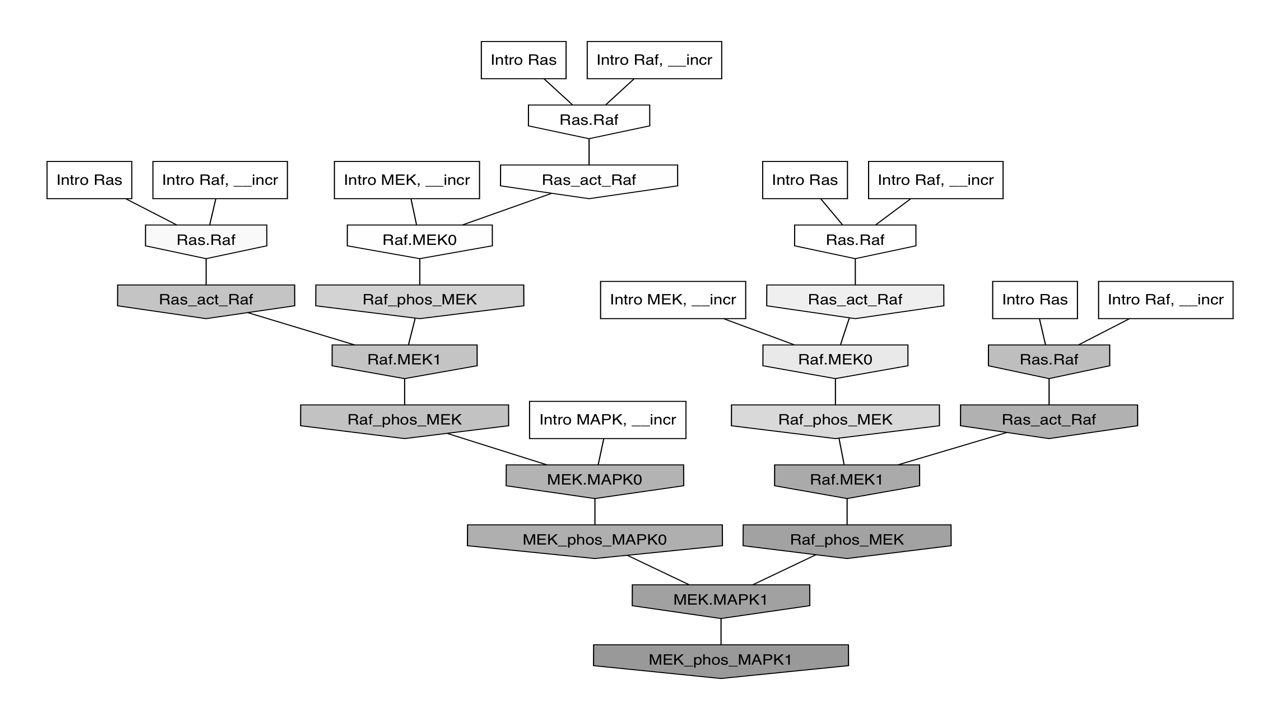 Intro Ras
Intro Raf, __incr
Ras.Raf
Intro Ras
Intro Raf, __incr
Intro MEK, __incr
Ras_act_Raf
Intro Ras
Intro Raf, __incr
Ras.Raf
Raf.MEK0
Ras.Raf
Ras_act_Raf
Raf_phos_MEK
Intro MEK, __incr
Ras_act_Raf
Intro Ras
Intro Raf, __incr
Raf.MEK1
Raf.MEK0
Ras.Raf
Raf_phos_MEK
Intro MAPK, __incr
Raf_phos_MEK
Ras_act_Raf
MEK.MAPK0
Raf.MEK1
MEK_phos_MAPK0
Raf_phos_MEK
MEK.MAPK1
MEK_phos_MAPK1